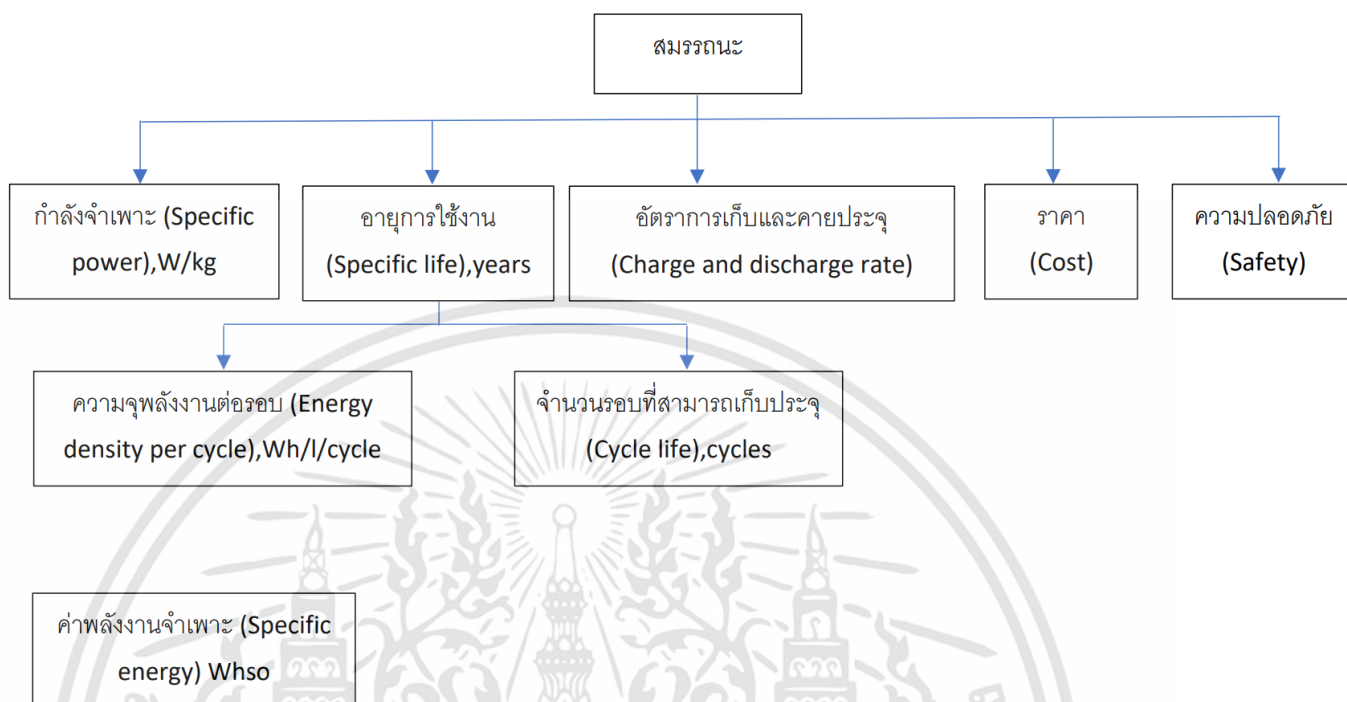 สมรรถนะ
กำลังจำเพาะ (Specific
power),W/kg
อายุการใช้งาน
(Specific life),years
อัตราการเก็บและคายประจุ
(Charge and discharge rate)
ราคา
(Cost)
ความปลอดภัย
(Safety)
ความจุพลังงานต่อรอบ (Energy
density per cycle),Wh/l/cycle
จำนวนรอบที่สามารถเก็บประจุ
(Cycle life),cycles
ค่าพลังงานจำเพาะ (Specific
energy) Whso